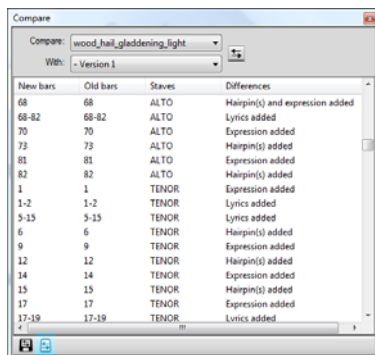 Compare
Compare: wood_hail_gladdening_light
With: - Version 1
New bars Old bars Staves Differences
68 68 ALTO Hairpin(s) and expression added
68-82 68-82 ALTO Lyrics added
70 70 ALTO Expression added
73 73 ALTO Hairpin(s) added
81 81 ALTO Expression added
82 82 ALTO Hairpin(s) added
1 1 TENOR Expression added
1-2 1-2 TENOR Lyrics added
5-15 5-15 TENOR Lyrics added
6 6 TENOR Hairpin(s) added
9 9 TENOR Expression added
12 12 TENOR Hairpin(s) added
14 14 TENOR Expression added
15 15 TENOR Hairpin(s) added
17 17 TENOR Expression added
17-19 17-19 TENOR Lyrics added